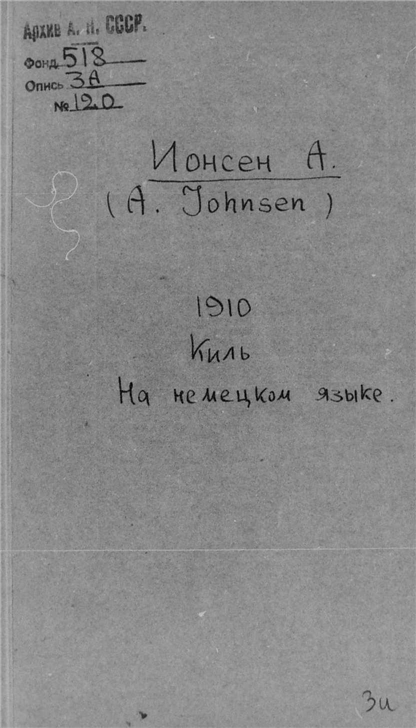 Архив А. Н. СССР.
Фонд 518
Опись 3А
№ 120
Ионсен А.
(A. Johnsen)
1910
Киль
На немецком языке.
3и